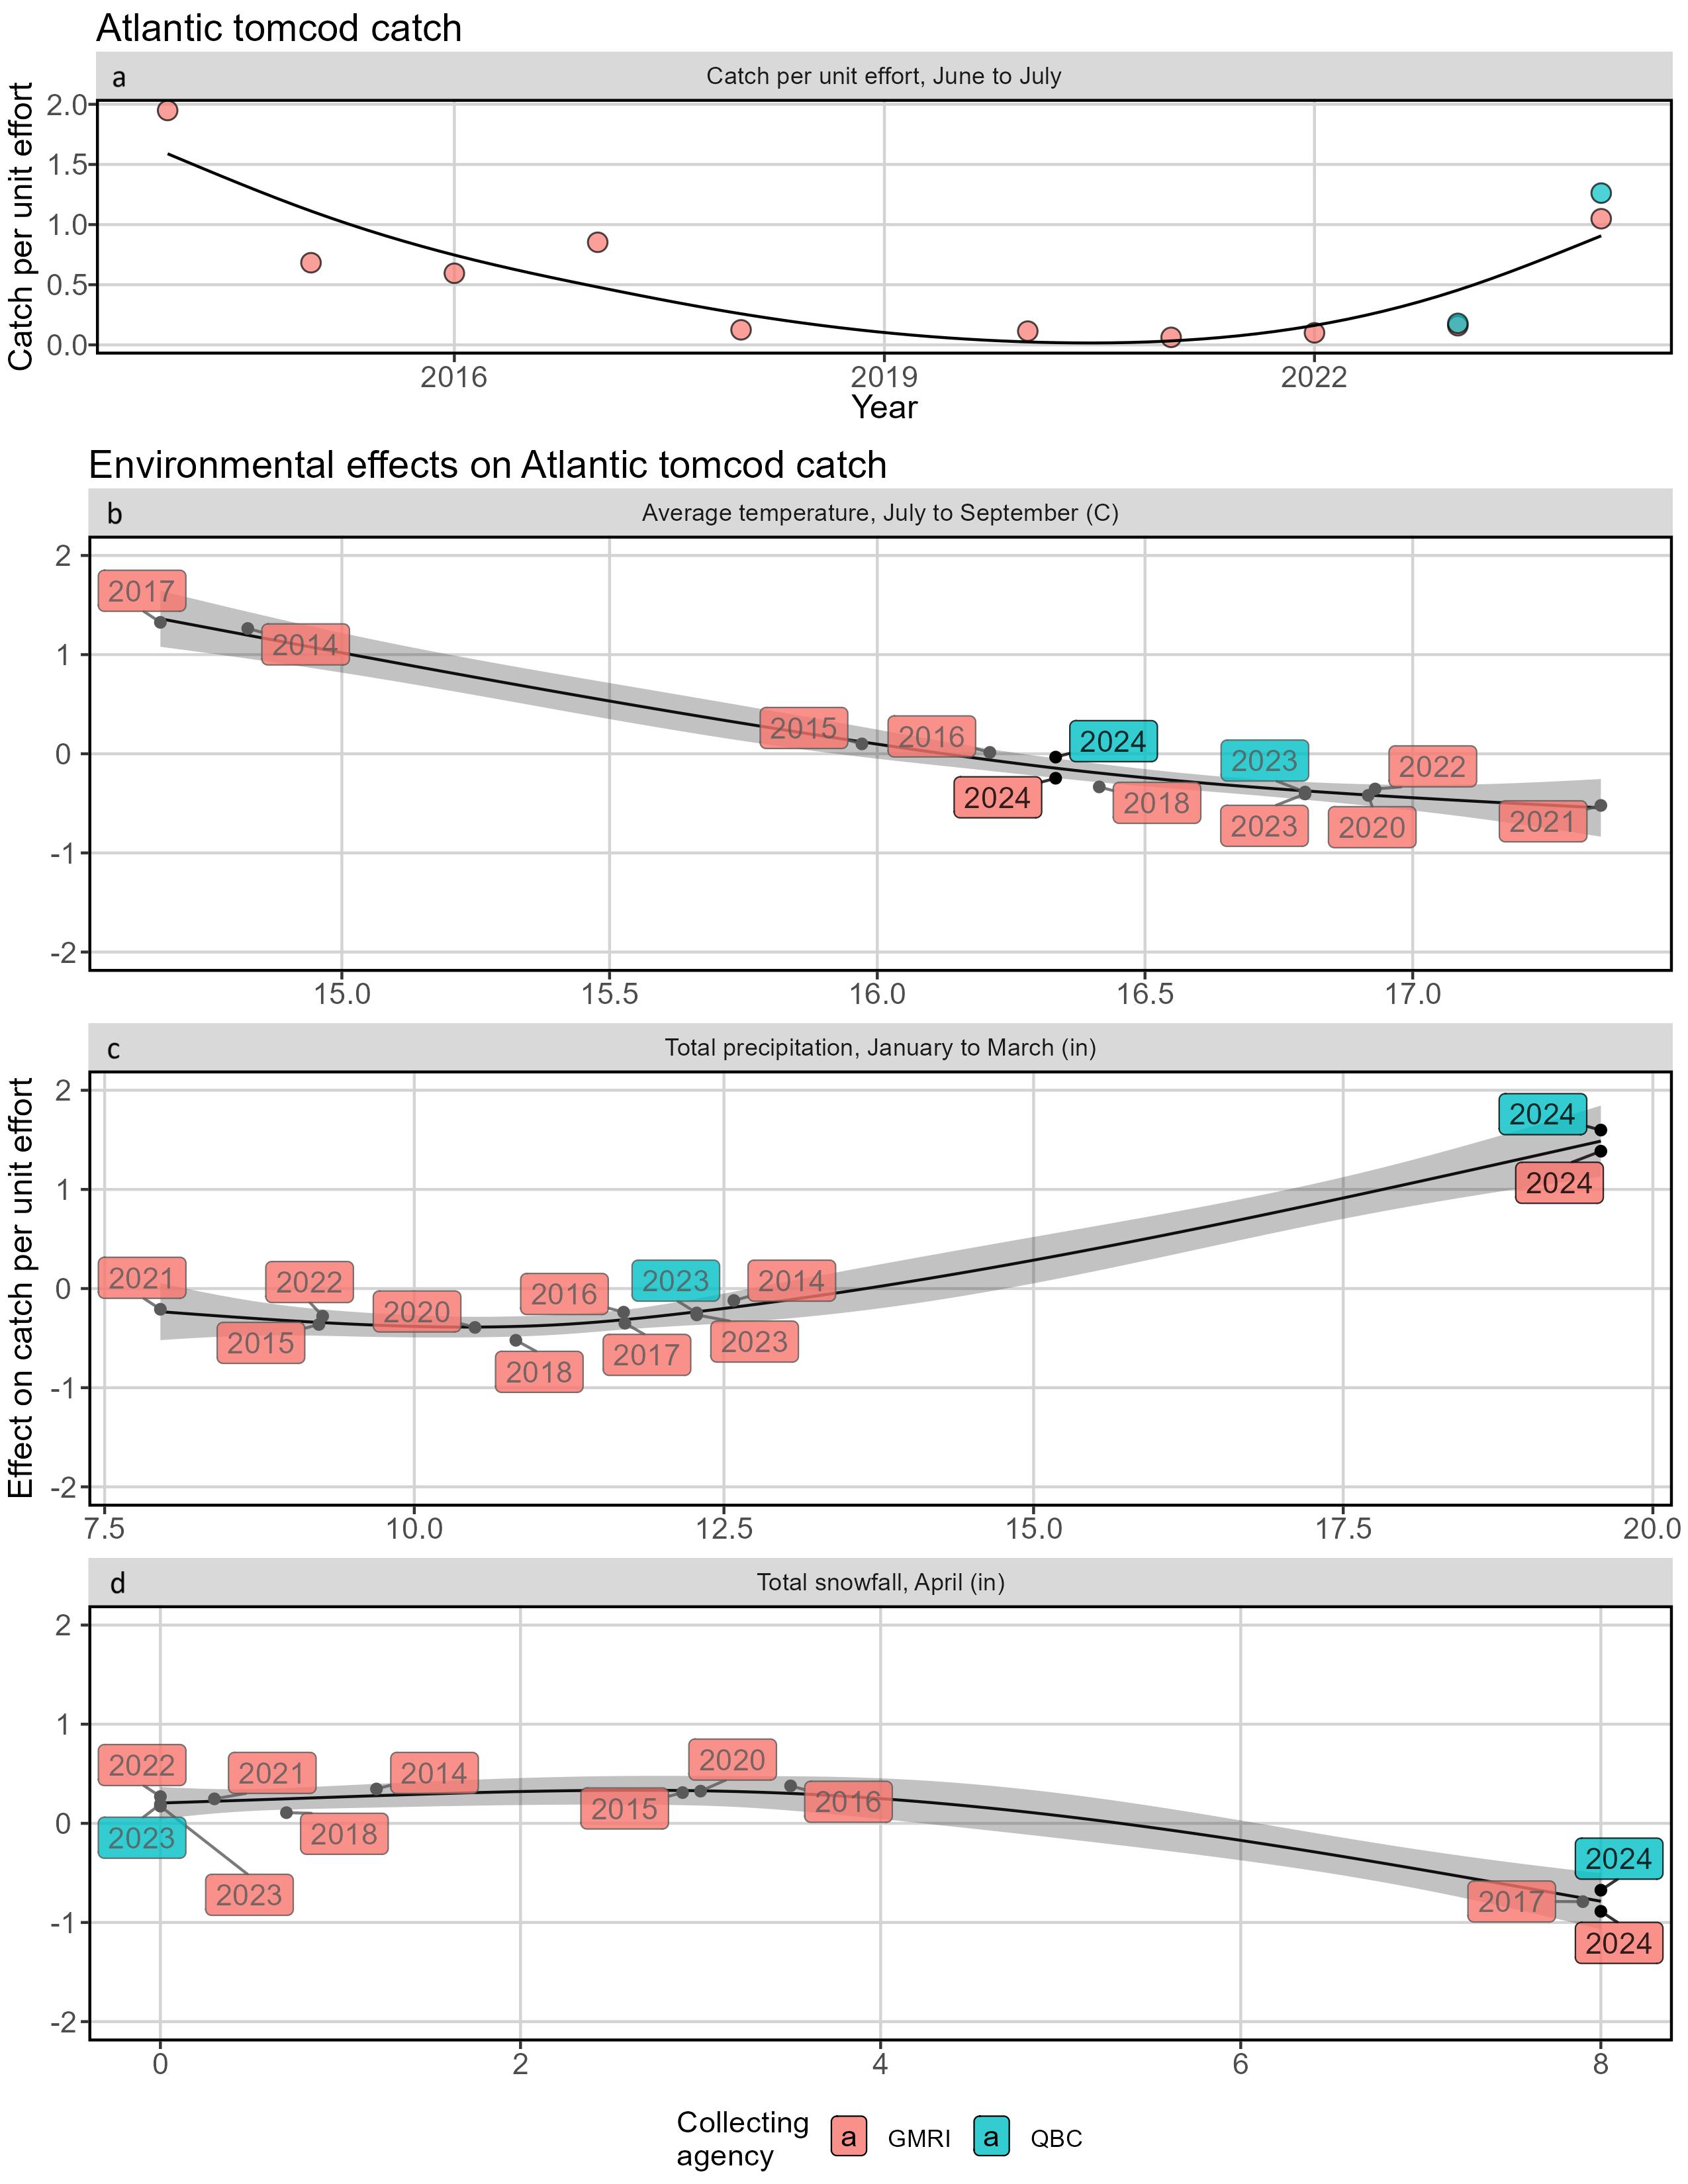 Atlantic tomcod catch
a
Catch per unit effort, June to July
Catch per unit effort
2.0
1.5
1.0
0.5
0.0
2016 2019 2022
Year
Environmental effects on Atlantic tomcod catch
b
Average temperature, July to September (C)
2
1
0
-1
-2
2017
2014
2015
2016
2024
2024
2018
2023
2023
2022
2020
2021
15.0 15.5 16.0 16.5 17.0
Effect on catch per unit effort
c
Total precipitation, January to March (in)
2
1
0
-1
-2
2021
2022
2015
2020
2018
2016
2017
2023
2023
2014
2024
2024
7.5 10.0 12.5 15.0 17.5 20.0
d
Total snowfall, April (in)
2
1
0
-1
-2
2022
2023
2023
2021
2018
2014
2015
2020
2016
2017
2024
2024
0 2 4 6 8
Collecting
agency
a GMRI a QBC